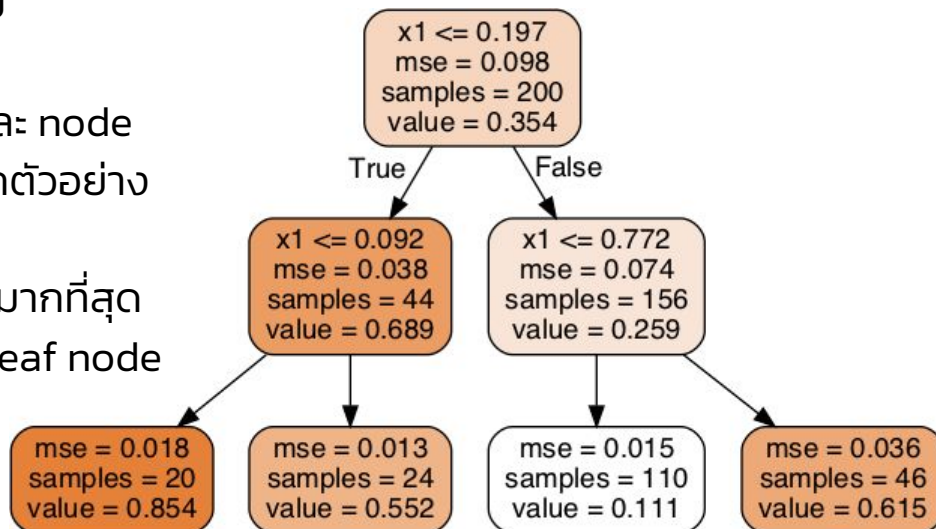 ละ node
ตัวอย่าง
มากที่สุด
eaf node
x1 <= 0.197
mse = 0.098
samples = 200
value = 0.354
True
False
x1 <= 0.092
mse = 0.038
samples = 44
value = 0.689
x1 <= 0.772
mse = 0.074
samples = 156
value = 0.259
mse = 0.018
samples = 20
value = 0.854
mse = 0.013
samples = 24
value = 0.552
mse = 0.015
samples = 110
value = 0.111
mse = 0.036
samples = 46
value = 0.615